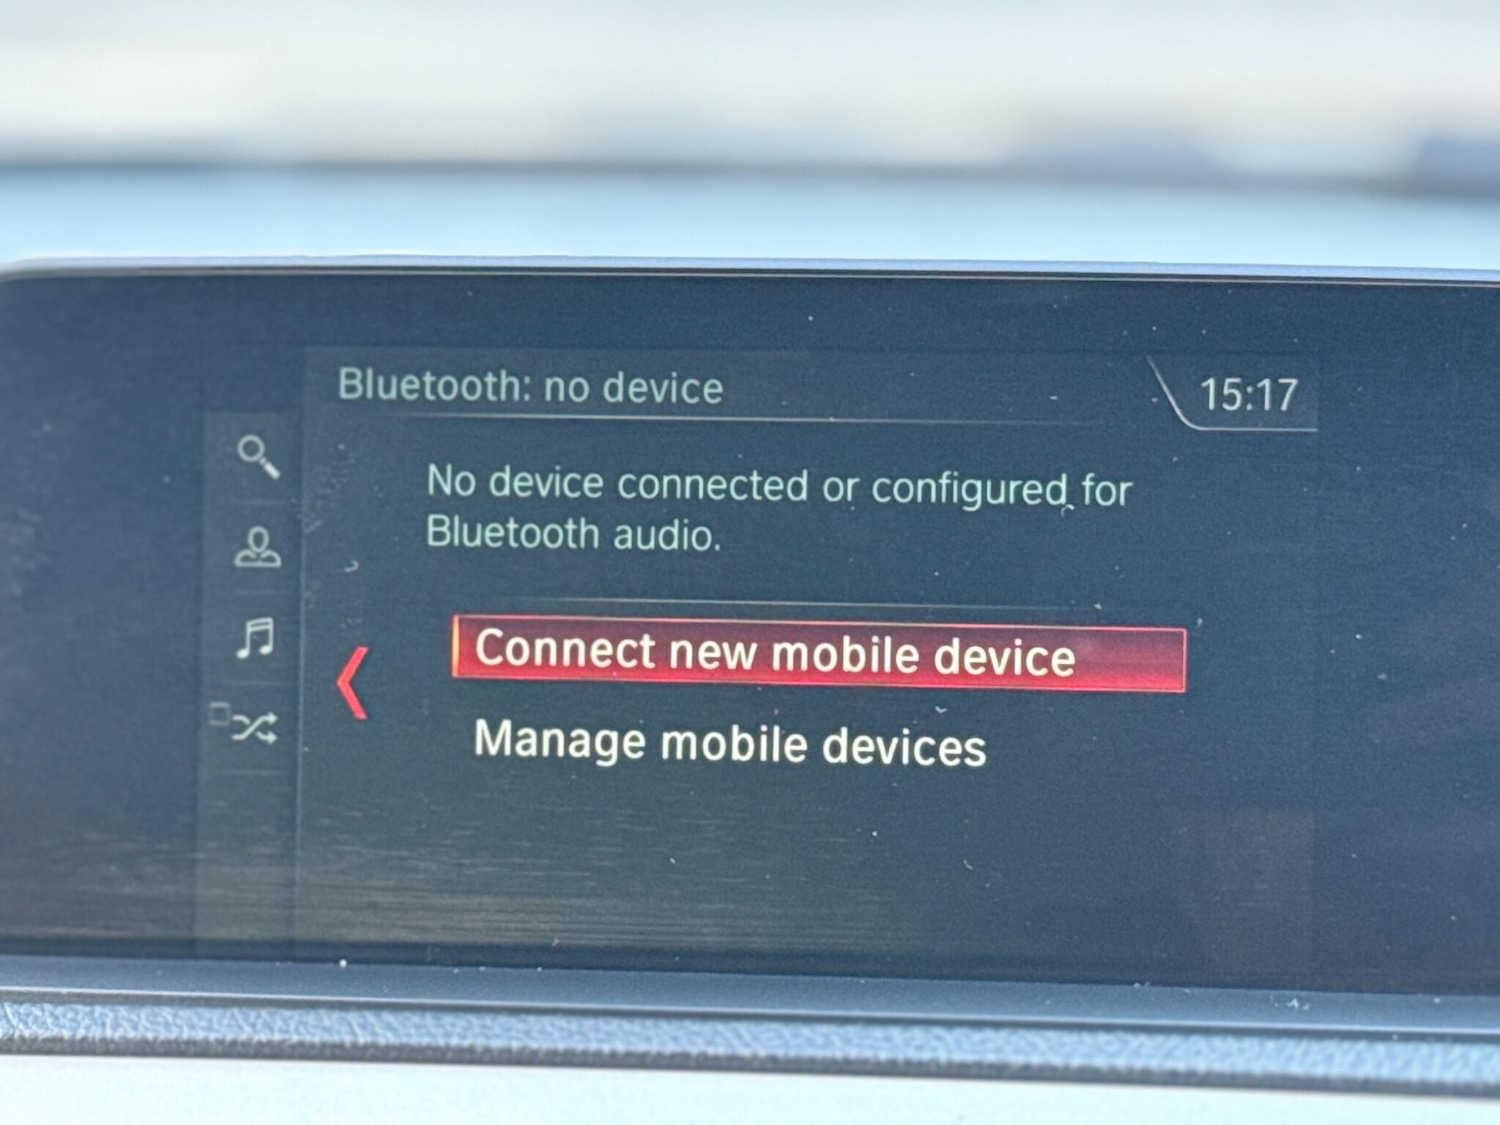 Bluetooth: no device
15:17
No device connected or configured for
Bluetooth audio.
Connect new mobile device
Manage mobile devices